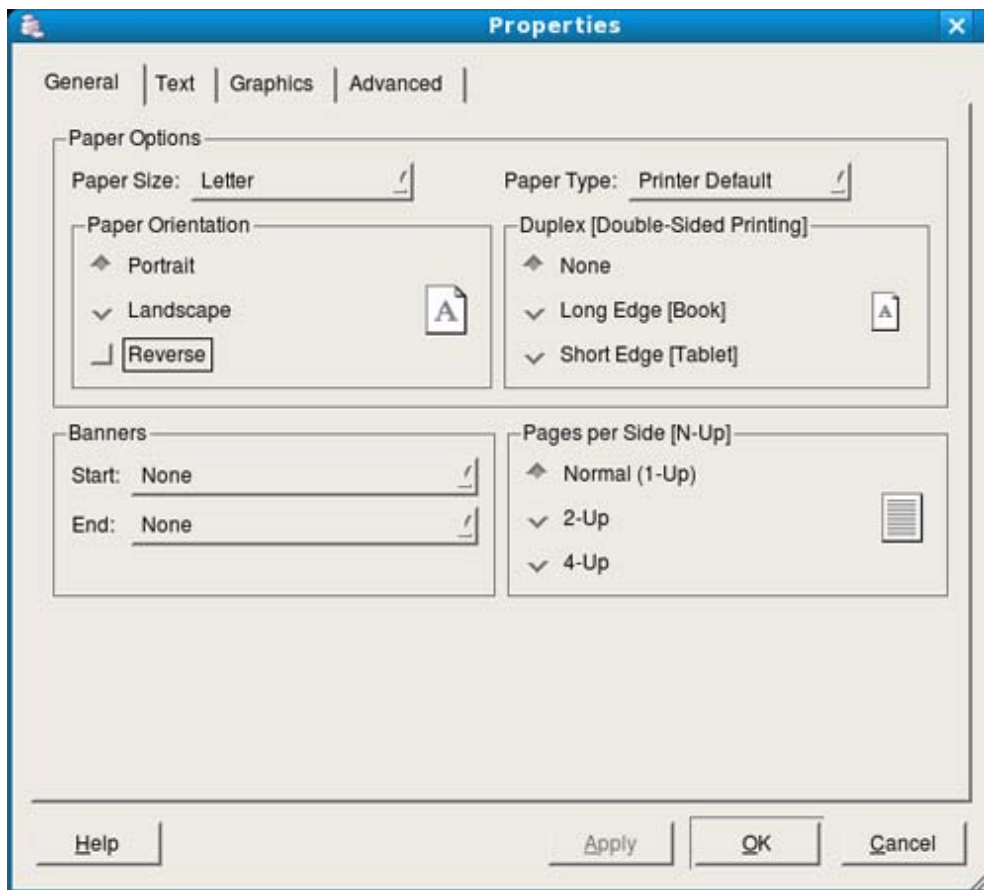 Properties
General Text Graphics Advanced
Paper Options
Paper Size: Letter
Paper Type: Printer Default
Paper Orientation
Portrait
Landscape
Reverse
A
Duplex [Double-Sided Printing]
None
Long Edge [Book]
Short Edge [Tablet]
A
Banners
Start: None
End: None
Pages per Side [N-Up]
Normal (1-Up)
2-Up
4-Up
Help Apply OK Cancel